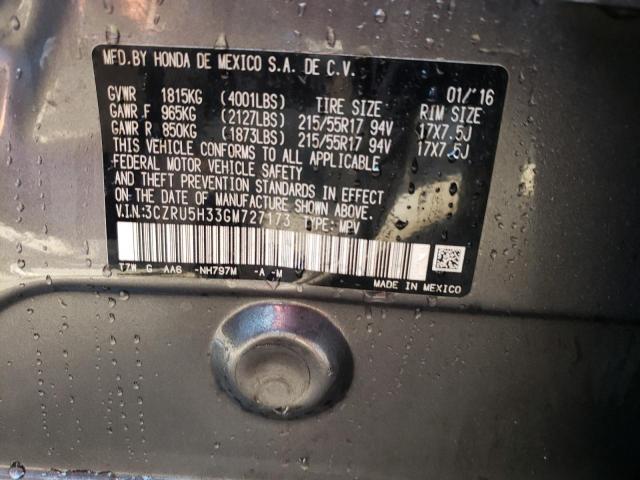 MFD.BY HONDA DE MEXICO S.A. DE C.V.
GVWR 1815KG (4001LBS) TIRE SIZE 01/'16 RIM SIZE
GAWR F 965KG (2127LBS) 215/55R17 94V 17X7.5J
GAWR R 850KG (1873LBS) 215/55R17 94V 17X7.5J
THIS VEHICLE CONFORMS TO ALL APPLICABLE
FEDERAL MOTOR VEHICLE SAFETY
AND THEFT PREVENTION STANDARDS IN EFFECT
ON THE DATE OF MANUFACTURE SHOWN ABOVE.
V.I.N:3CZRU5H33GM727173 TYPE: MPV
T7W G AA6 -NH797M -A -M
MADE IN MEXICO